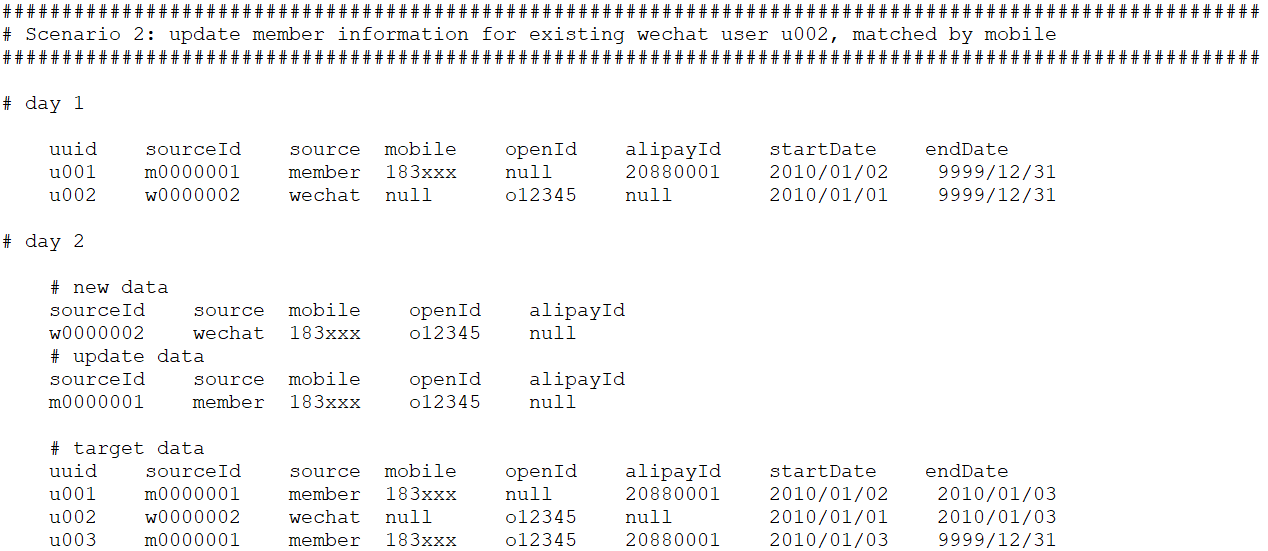 #########################################################################################################
# Scenario 2: update member information for existing wechat user u002, matched by mobile
#########################################################################################################
# day 1
uuid sourceId source mobile openId alipayId startDate endDate
u001 m0000001 member 183xxx null 20880001 2010/01/02 9999/12/31
u002 w0000002 wechat null o12345 null 2010/01/01 9999/12/31
# day 2
# new data
sourceId source mobile openId alipayId
w0000002 wechat 183xxx o12345 null
# update data
sourceId source mobile openId alipayId
m0000001 member 183xxx o12345 null
# target data
uuid sourceId source mobile openId alipayId startDate endDate
u001 m0000001 member 183xxx null 20880001 2010/01/02 2010/01/03
u002 w0000002 wechat null o12345 null 2010/01/01 2010/01/03
u003 m0000001 member 183xxx o12345 20880001 2010/01/03 9999/12/31